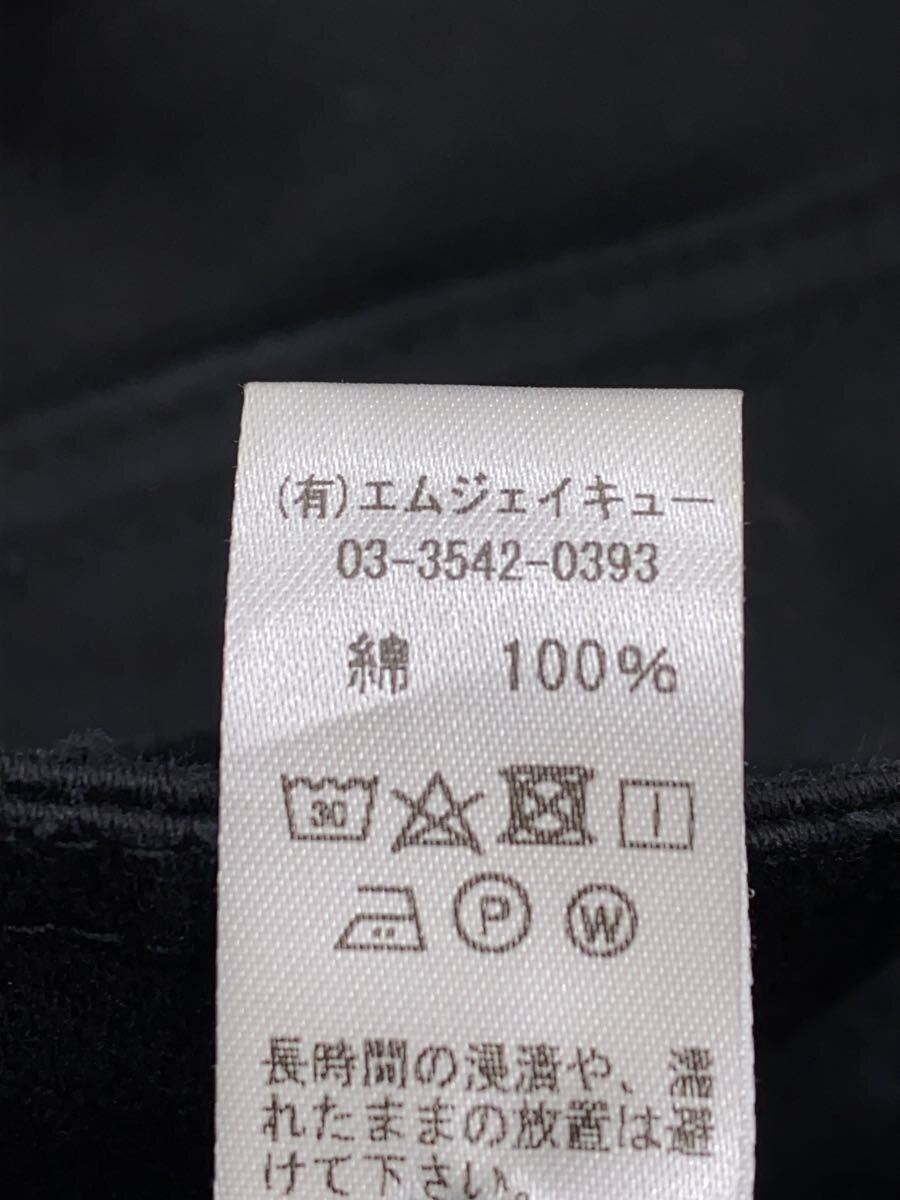 (有)エムジェイキュー
03-3542-0393
綿 100%
30
P W
長時間の浸漬や、濡
れたままの放置は避
けて下さい。